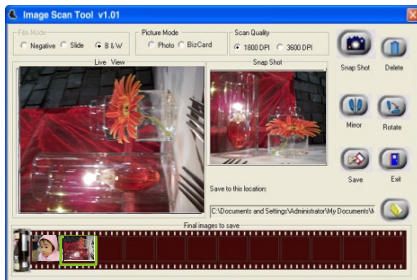 Image Scan Tool v1.01
Film Mode
Negative Slide B & W
Picture Mode
Photo BizCard
Scan Quality
1800 DPI 3600 DPI
Live View
Snap Shot
Snap Shot
Delete
Mirror
Rotate
Save
Exit
Save to this location:
C:\Documents and Settings\Administrator\My Documents\M
Final images to save